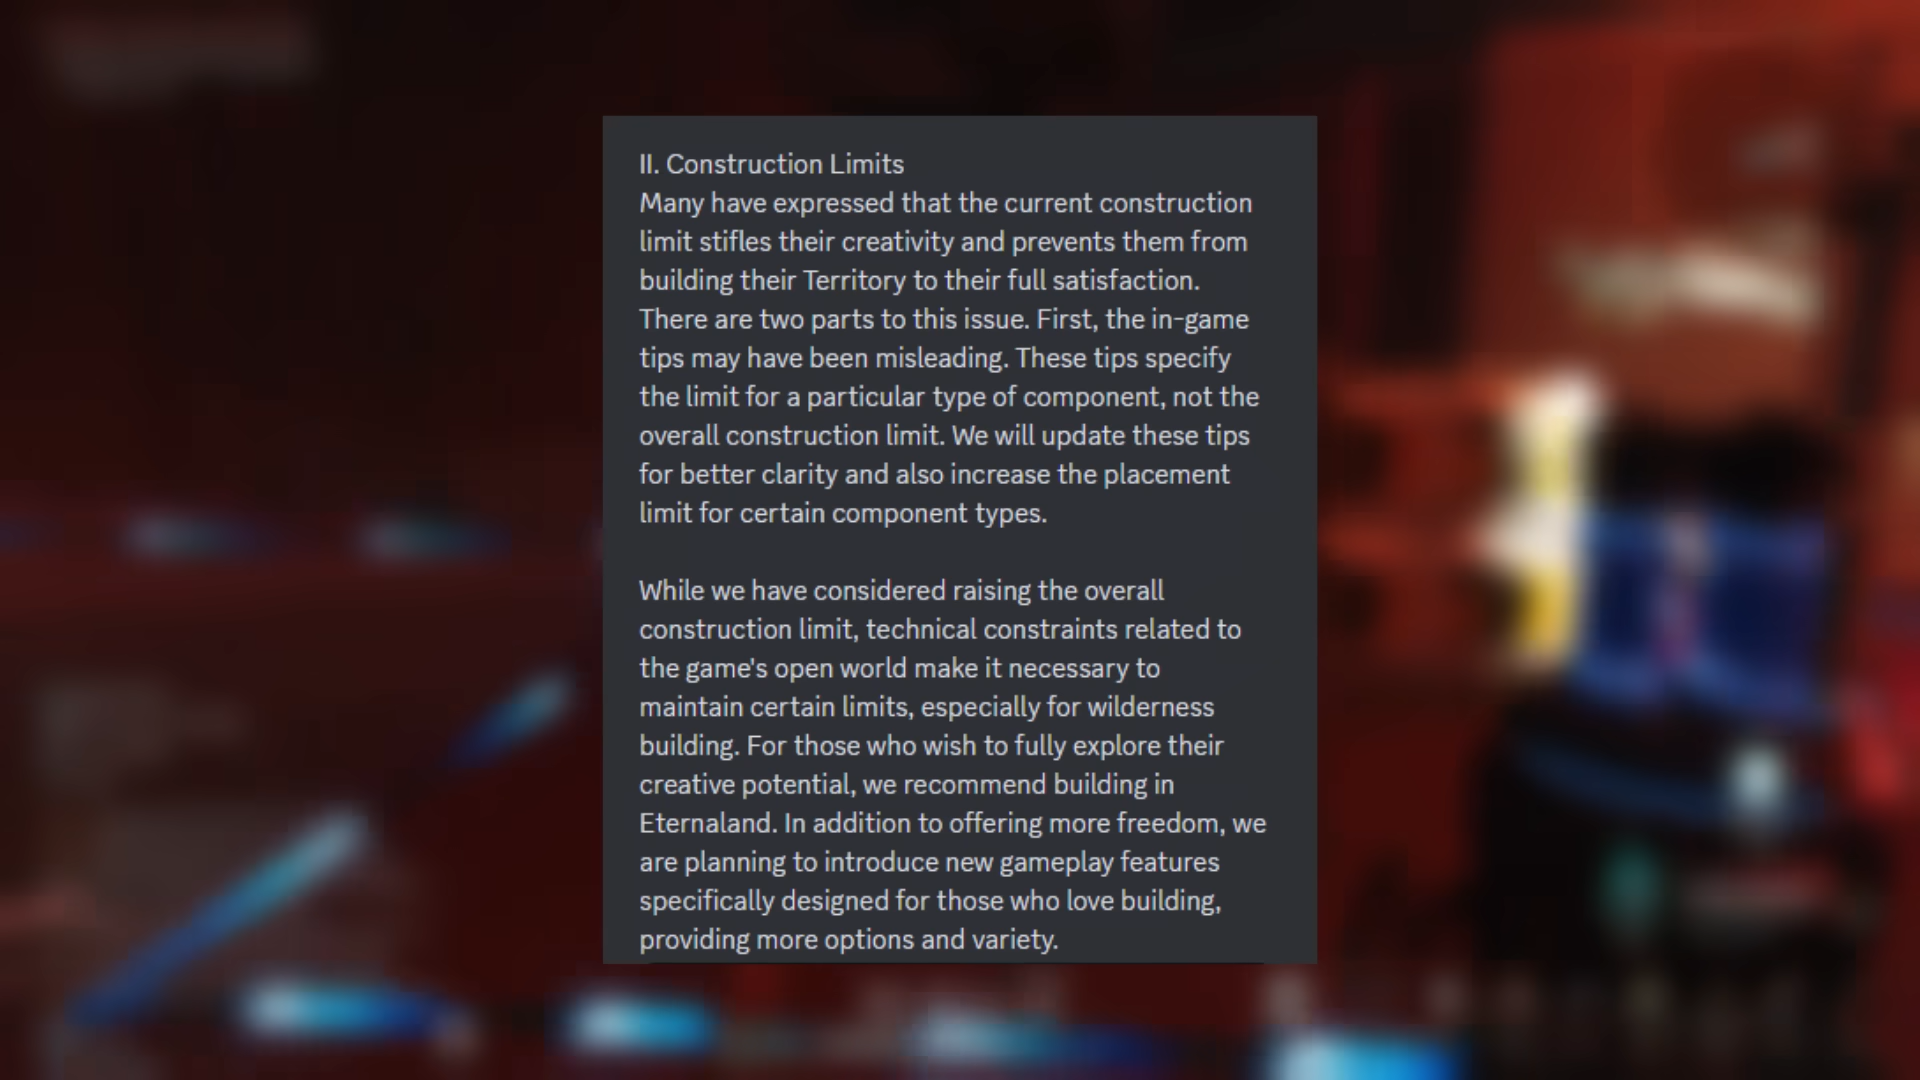 II. Construction Limits
Many have expressed that the current construction
limit stifles their creativity and prevents them from
building their Territory to their full satisfaction.
There are two parts to this issue. First, the in-game
tips may have been misleading. These tips specify
the limit for a particular type of component, not the
overall construction limit. We will update these tips
for better clarity and also increase the placement
limit for certain component types.
While we have considered raising the overall
construction limit, technical constraints related to
the game's open world make it necessary to
maintain certain limits, especially for wilderness
building. For those who wish to fully explore their
creative potential, we recommend building in
Eternaland. In addition to offering more freedom, we
are planning to introduce new gameplay features
specifically designed for those who love building,
providing more options and variety.